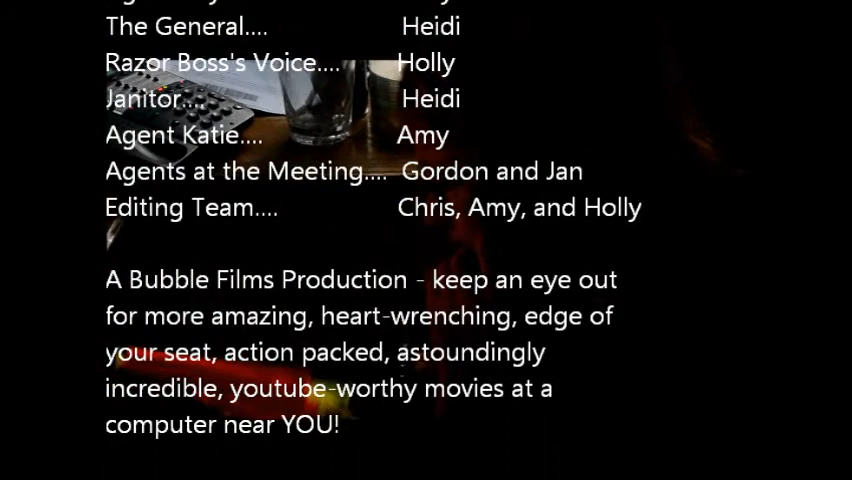 The General.... Heidi
Razor Boss's Voice.... Holly
Janitor.... Heidi
Agent Katie.... Amy
Agents at the Meeting.... Gordon and Jan
Editing Team.... Chris, Amy, and Holly
A Bubble Films Production - keep an eye out
for more amazing, heart-wrenching, edge of
your seat, action packed, astoundingly
incredible, youtube-worthy movies at a
computer near YOU!